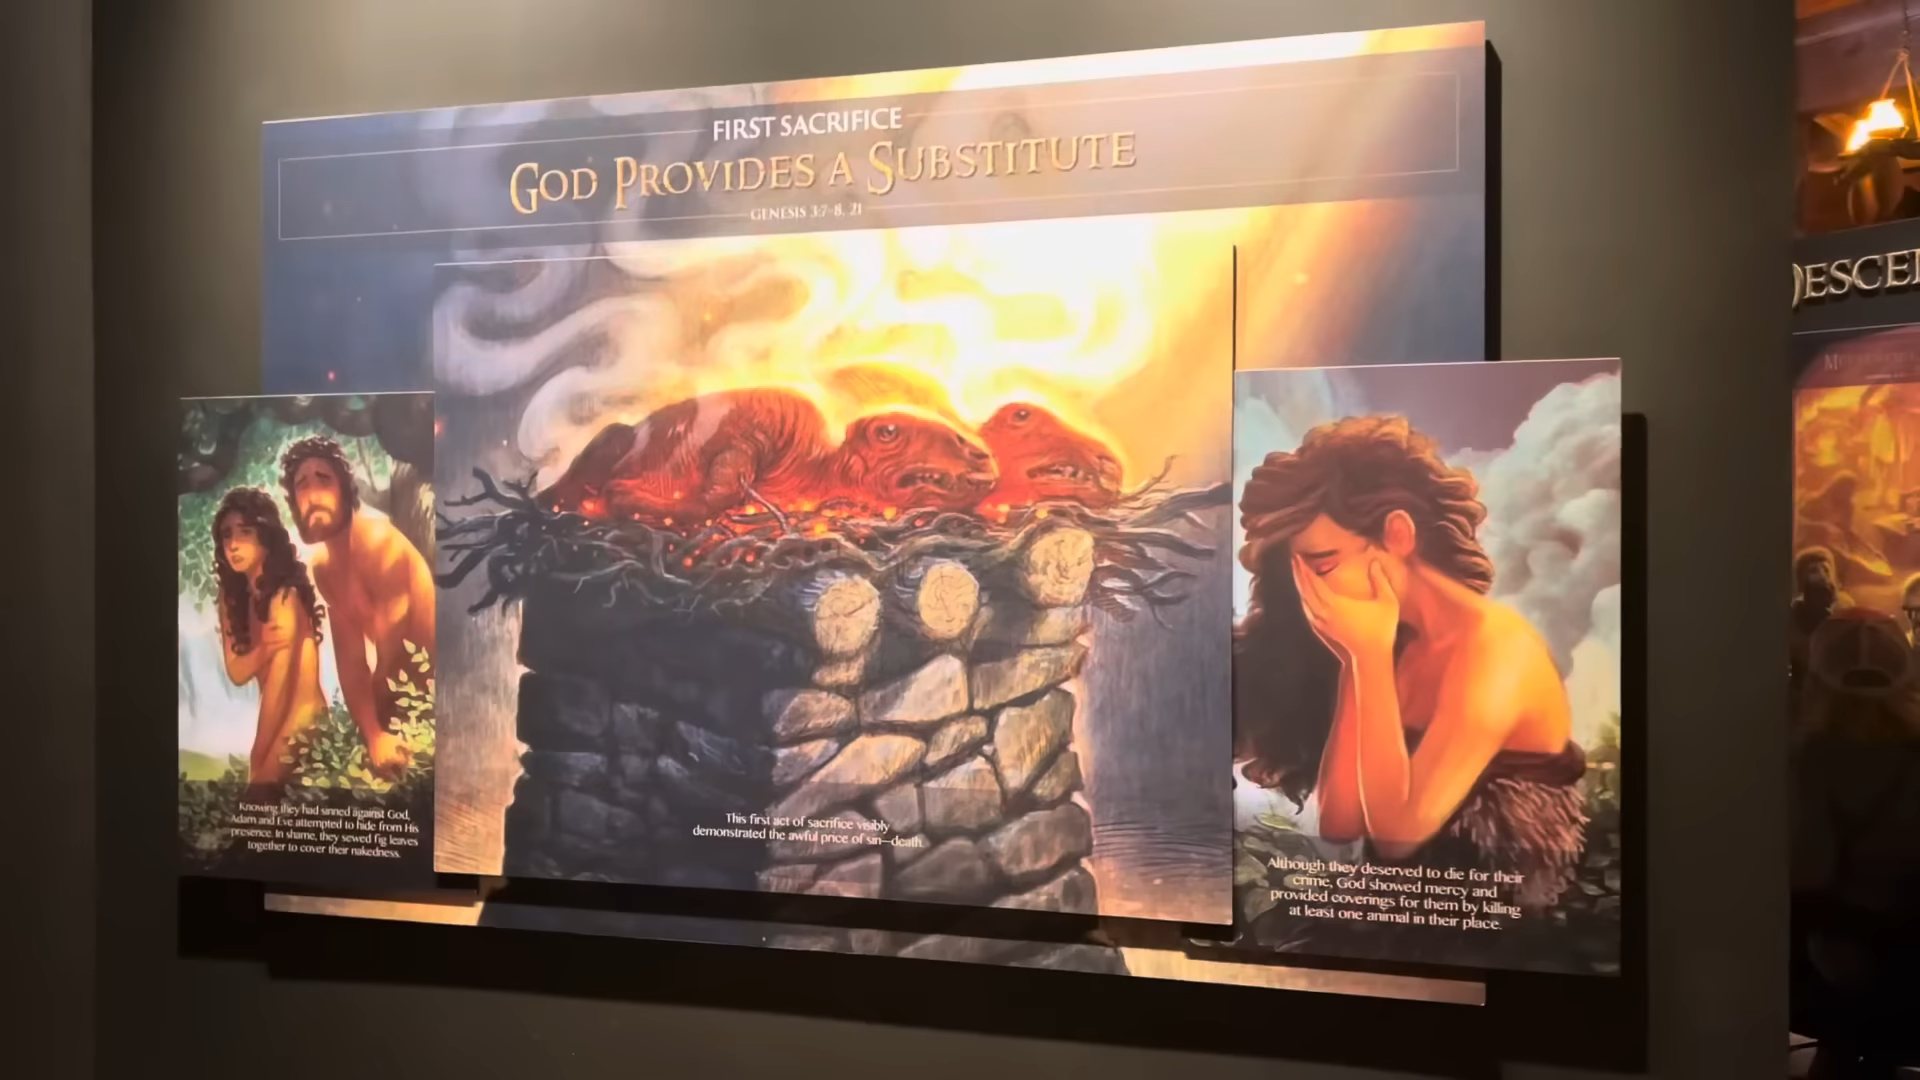 FIRST SACRIFICE
GOD PROVIDES A SUBSTITUTE
GENESIS 3:7–8, 21
Knowing they had sinned against God,
Adam and Eve attempted to hide from His
presence. In shame, they sewed fig leaves
together to cover their nakedness.
This first act of sacrifice visibly
demonstrated the awful price of sin—death.
Although they deserved to die for their
crime, God showed mercy and
provided coverings for them by killing
at least one animal in their place.
DESCE